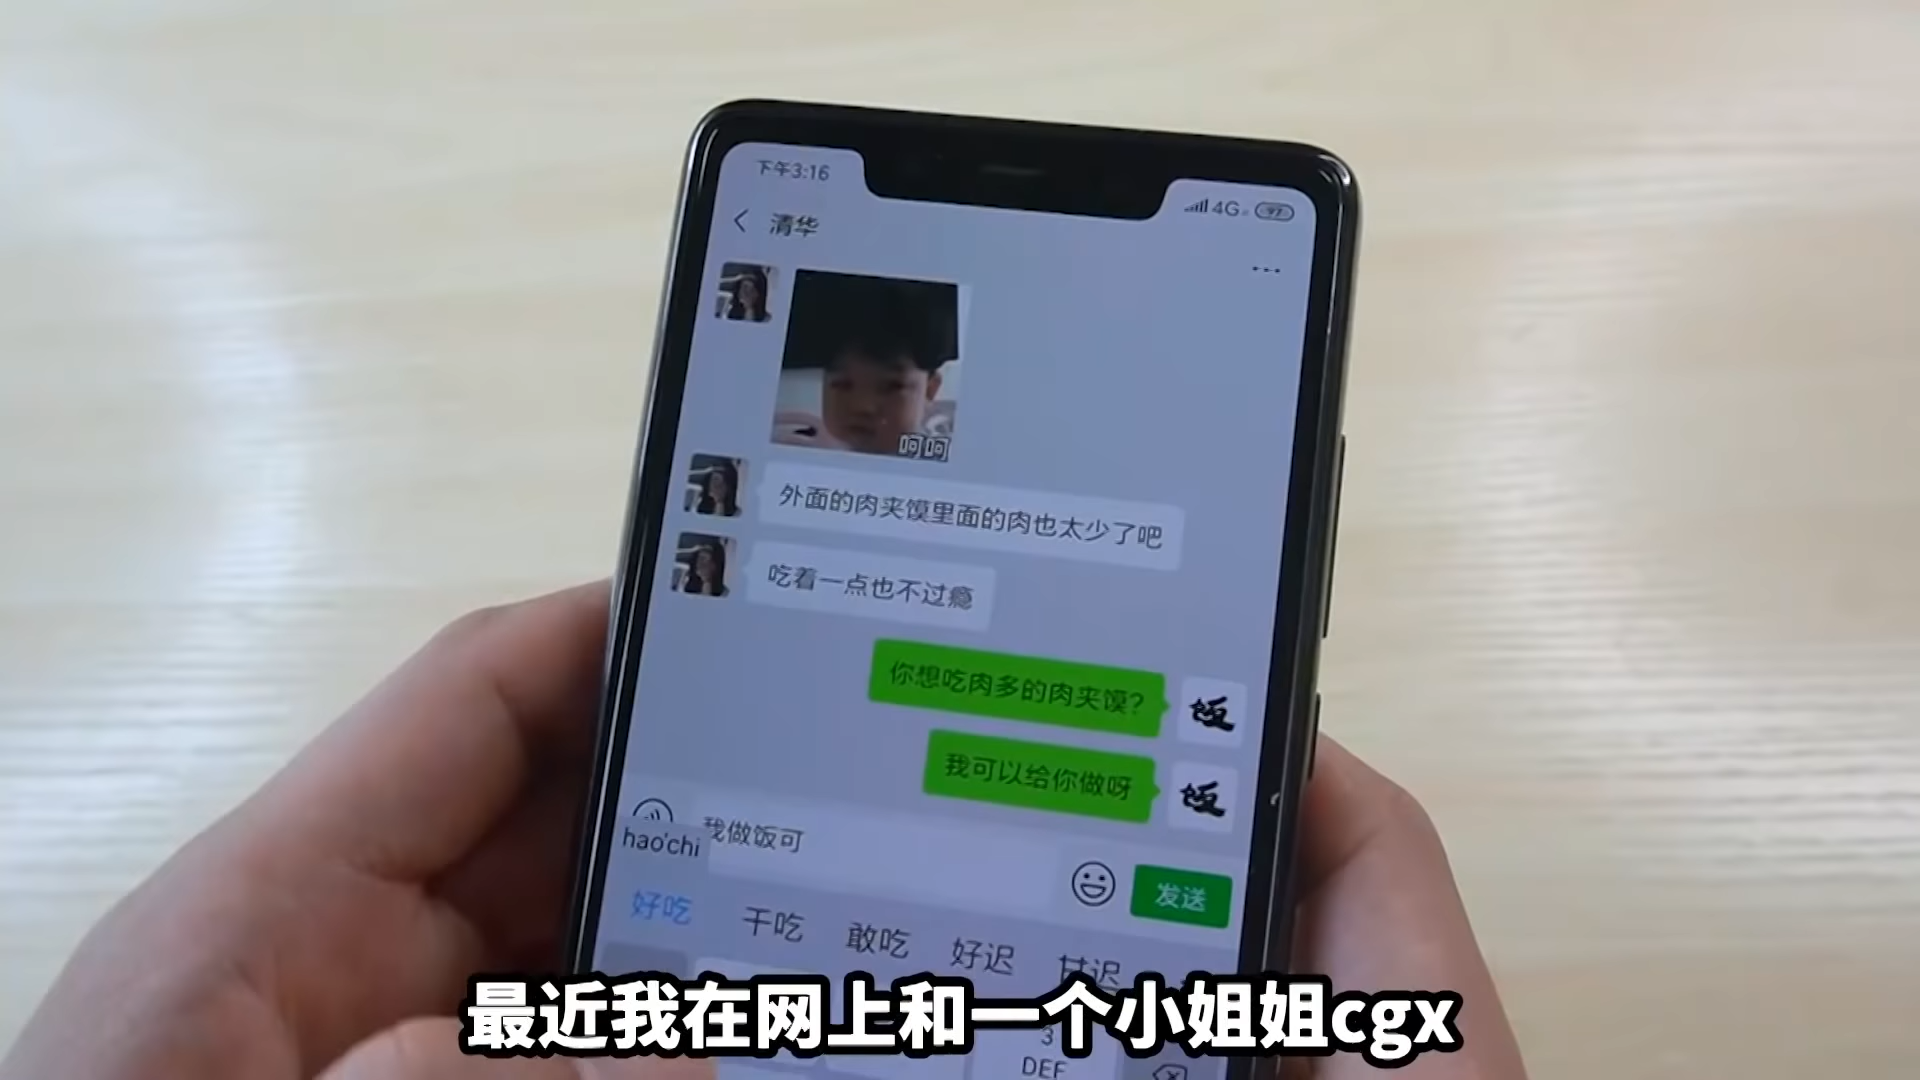 下午3:16
4G 97
清华
呵呵
外面的肉夹馍里面的肉也太少了吧
吃着一点也不过瘾
你想吃肉多的肉夹馍?
饭
我可以给你做呀
饭
我做饭可
hao'chi
发送
好吃 干吃 敢吃 好迟 甘迟
最近我在网上和一个小姐姐cgx
3
DEF